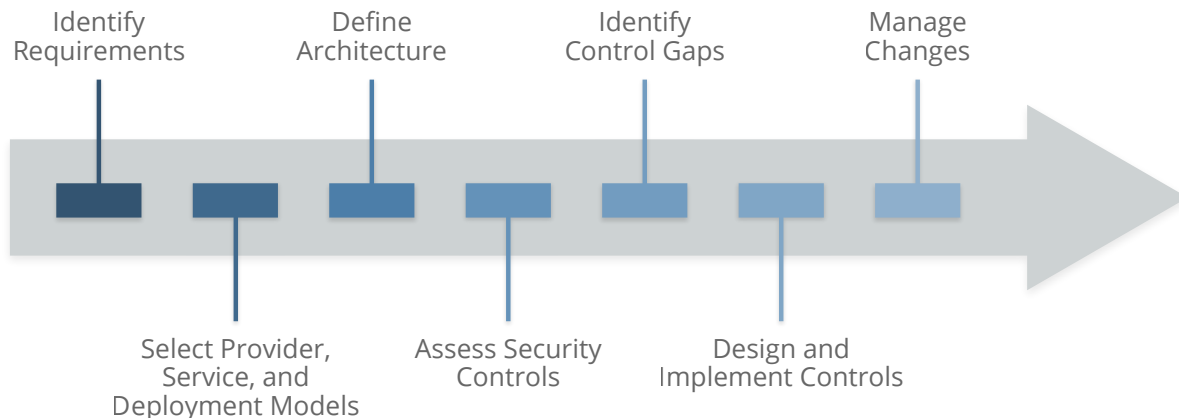 Identify
Requirements
Define
Architecture
Identify
Control Gaps
Manage
Changes
Select Provider,
Service, and
Deployment Models
Assess Security
Controls
Design and
Implement Controls